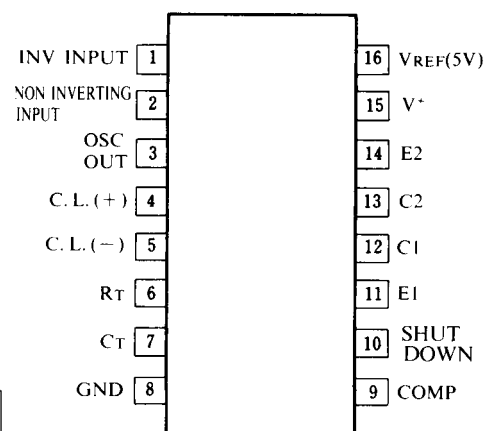 INV INPUT 1
NON INVERTING
INPUT 2
OSC
OUT 3
C. L. (+) 4
C. L. (−) 5
RT 6
CT 7
GND 8
16 VREF(5V)
15 V+
14 E2
13 C2
12 C1
11 E1
10 SHUT
DOWN
9 COMP